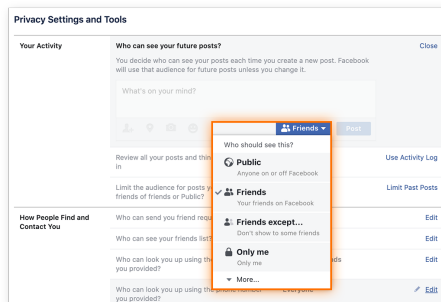 Privacy Settings and Tools
Your Activity
Who can see your future posts?
Close
You decide who can see your posts each time you create a new post. Facebook
will use that audience for future posts unless you change it.
What's on your mind?
Friends
Post
Who should see this?
Public
Anyone on or off Facebook
Friends
Your friends on Facebook
Friends except...
Don't show to some friends
Only me
Only me
More...
Review all your posts and thin
in
Use Activity Log
Limit the audience for posts y
friends of friends or Public?
Limit Past Posts
How People Find and
Contact You
Who can send you friend requ
Edit
Who can see your friends list?
Edit
Who can look you up using the
you provided?
ds
Edit
Who can look you up using the phone number
you provided?
Everyone
Edit